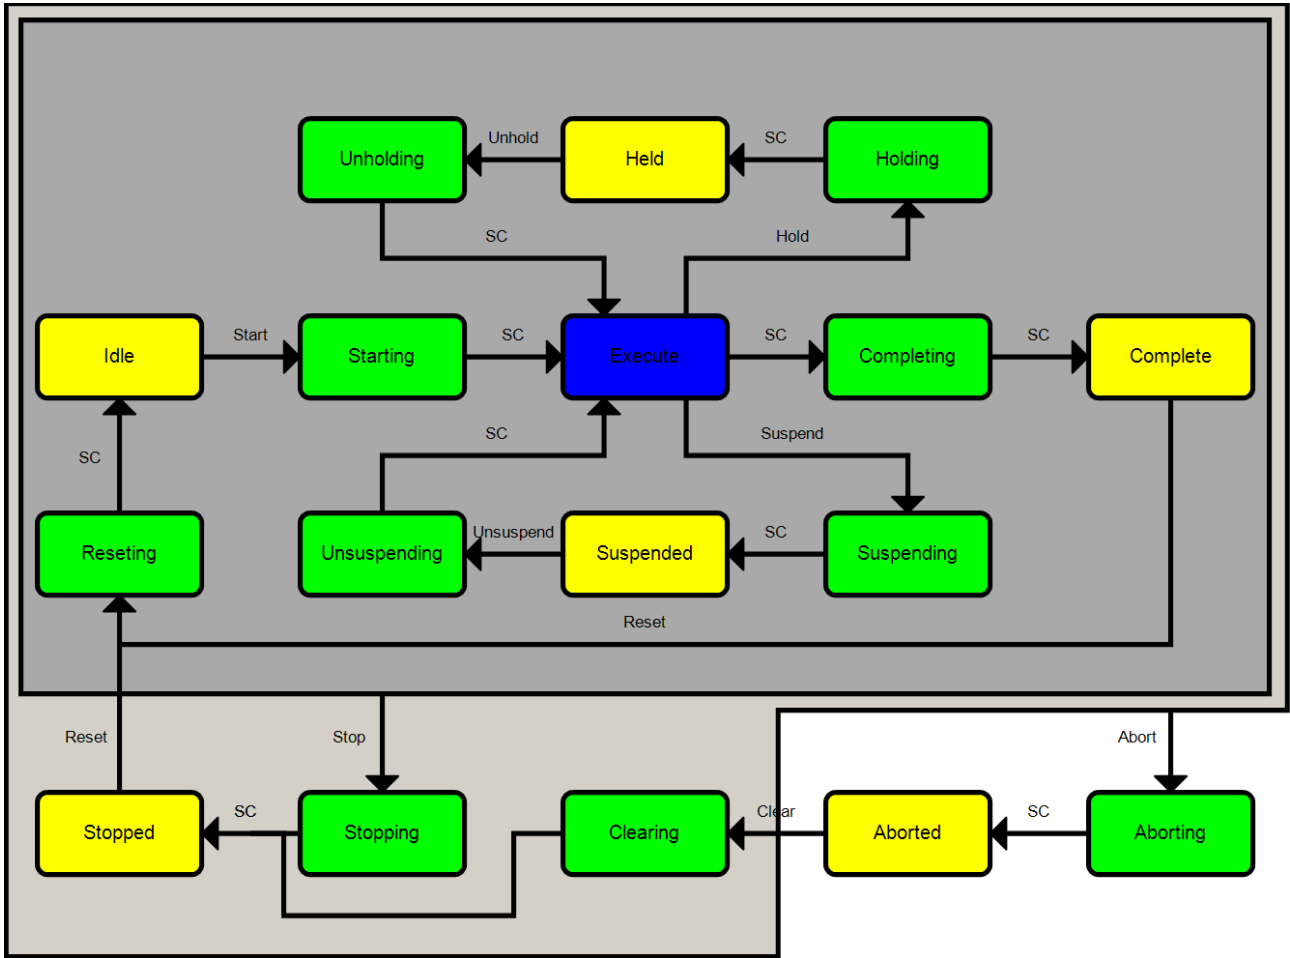 Unhold
SC
Unholding
Held
Holding
SC
Hold
Start
SC
SC
SC
Idle
Starting
Execute
Completing
Complete
SC
Suspend
SC
Unsuspend
SC
Reseting
Unsuspending
Suspended
Suspending
Reset
Reset
Stop
Abort
SC
Clear
SC
Stopped
Stopping
Clearing
Aborted
Aborting